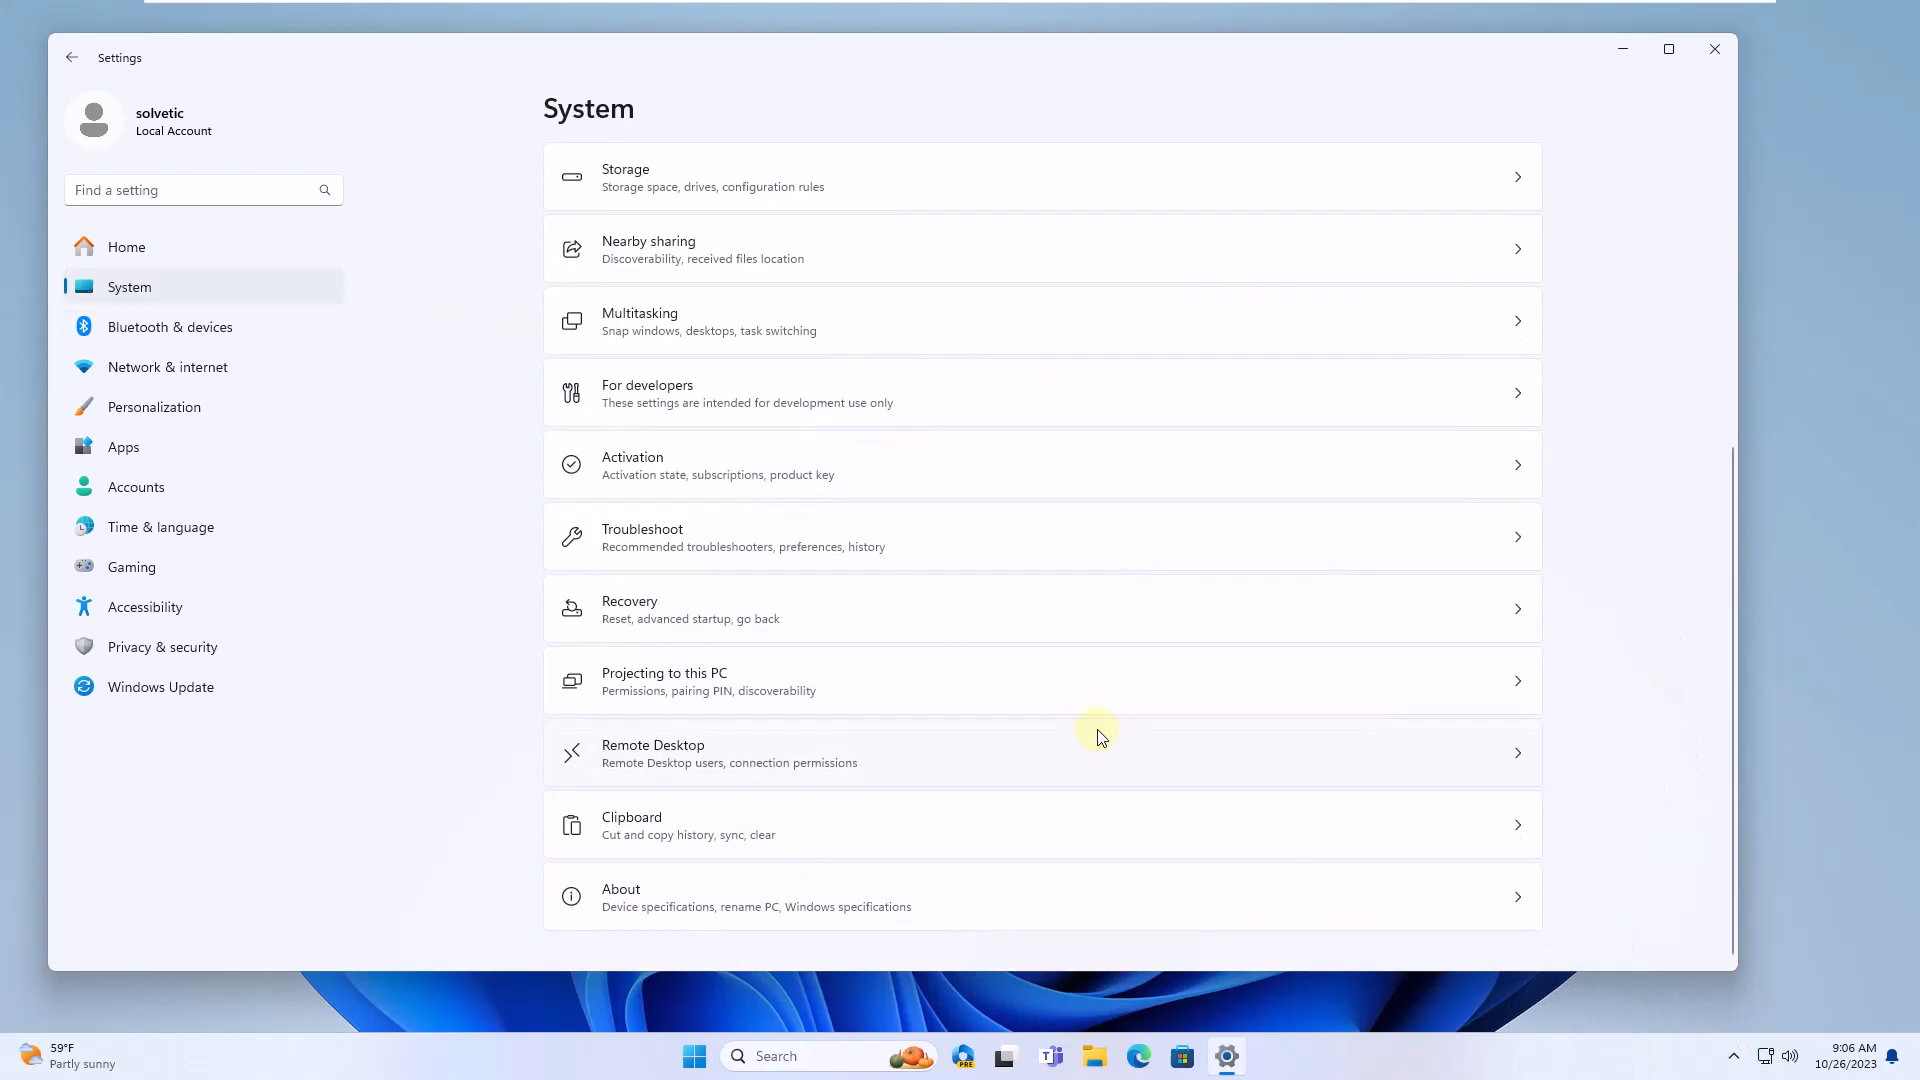 Settings
solvetic
Local Account
Find a setting
Home
System
Bluetooth & devices
Network & internet
Personalization
Apps
Accounts
Time & language
Gaming
Accessibility
Privacy & security
Windows Update
System
Storage
Storage space, drives, configuration rules
Nearby sharing
Discoverability, received files location
Multitasking
Snap windows, desktops, task switching
For developers
These settings are intended for development use only
Activation
Activation state, subscriptions, product key
Troubleshoot
Recommended troubleshooters, preferences, history
Recovery
Reset, advanced startup, go back
Projecting to this PC
Permissions, pairing PIN, discoverability
Remote Desktop
Remote Desktop users, connection permissions
Clipboard
Cut and copy history, sync, clear
About
Device specifications, rename PC, Windows specifications
59°F
Partly sunny
Search
PRE
9:06 AM
10/26/2023